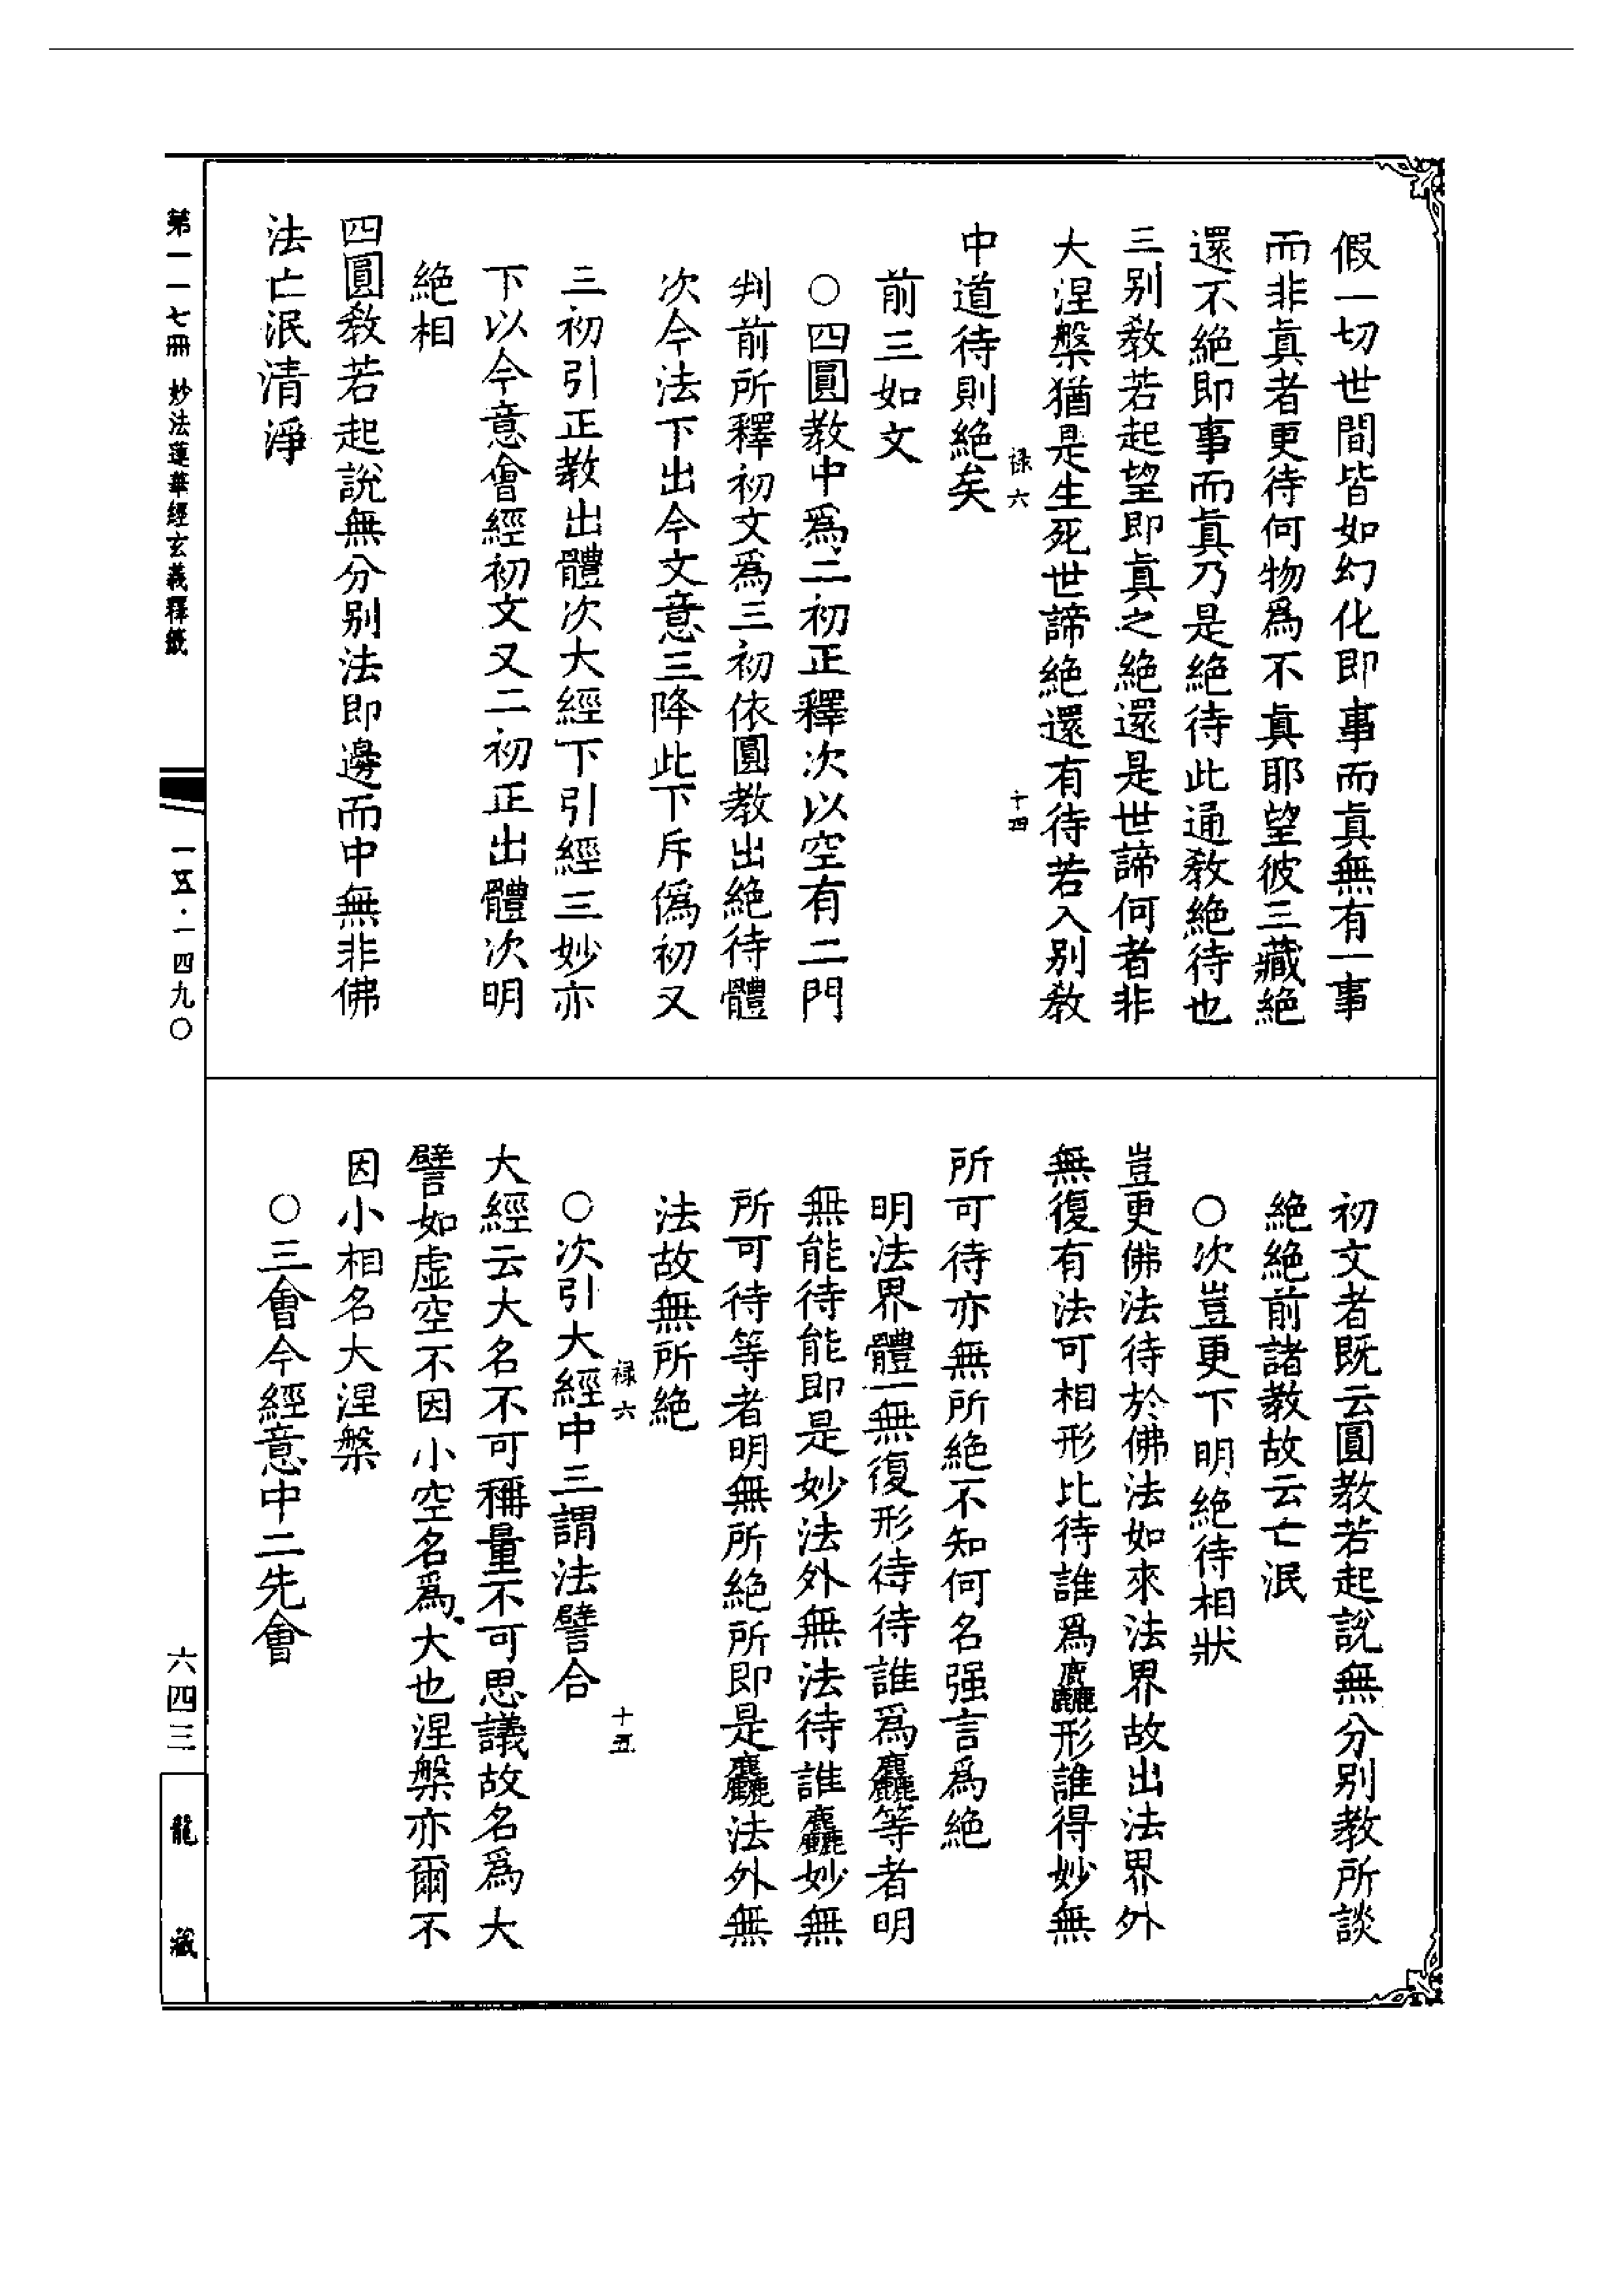 假一切世間皆如幻化即事而眞無有一事
而非眞者更待何物爲不眞耶望彼三藏絕
還不絕即事而眞乃是絕待此通教絕待也
三別教若起望即眞之絕還是世諦何者非
大涅槃猶是生死世諦絕還有待若入別教
祿六 十四
中道待則絕矣
前三如文
○四圓教中爲二初正釋次以空有二門
判前所釋初文爲三初依圓教出絕待體
次今法下出今文意三降此下斥僞初又
三初引正教出體次大經下引經三妙亦
下以今意會經初文又二初正出體次明
絕相
四圓教若起說無分別法即邊而中無非佛
法亡泯清淨
初文者既云圓教若起說無分別教所談
絕絕前諸教故云亡泯
○次豈更下明絕待相狀
豈更佛法待於佛法如來法界故出法界外
無復有法可相形比待誰爲麤形誰得妙無
所可待亦無所絕不知何名强言爲絕
明法界體一無復形待待誰爲麤等者明
無能待能即是妙法外無法待誰麤妙無
所可待等者明無所絕所即是麤法外無
法故無所絕
祿六 十五
○次引大經中三謂法譬合
大經云大名不可稱量不可思議故名爲大
譬如虛空不因小空名爲大也涅槃亦爾不
因小相名大涅槃
○三會今經意中二先會
第一一七冊 妙法蓮華經玄義釋籤
一五·一四九〇
六四三
龍藏